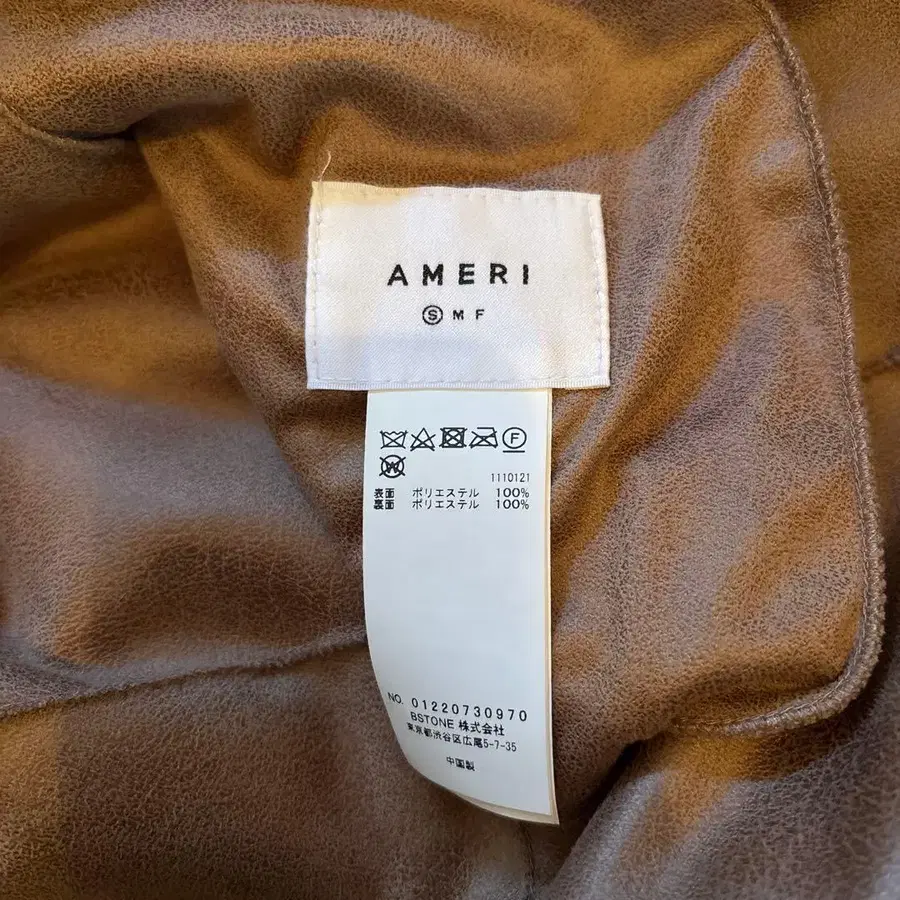 AMERI
Ⓢ M F
Ⓕ
W
1110121
表面 ポリエステル 100%
裏面 ポリエステル 100%
NO. 01220730970
BSTONE 株式会社
東京都渋谷区広尾5-7-35
中国製